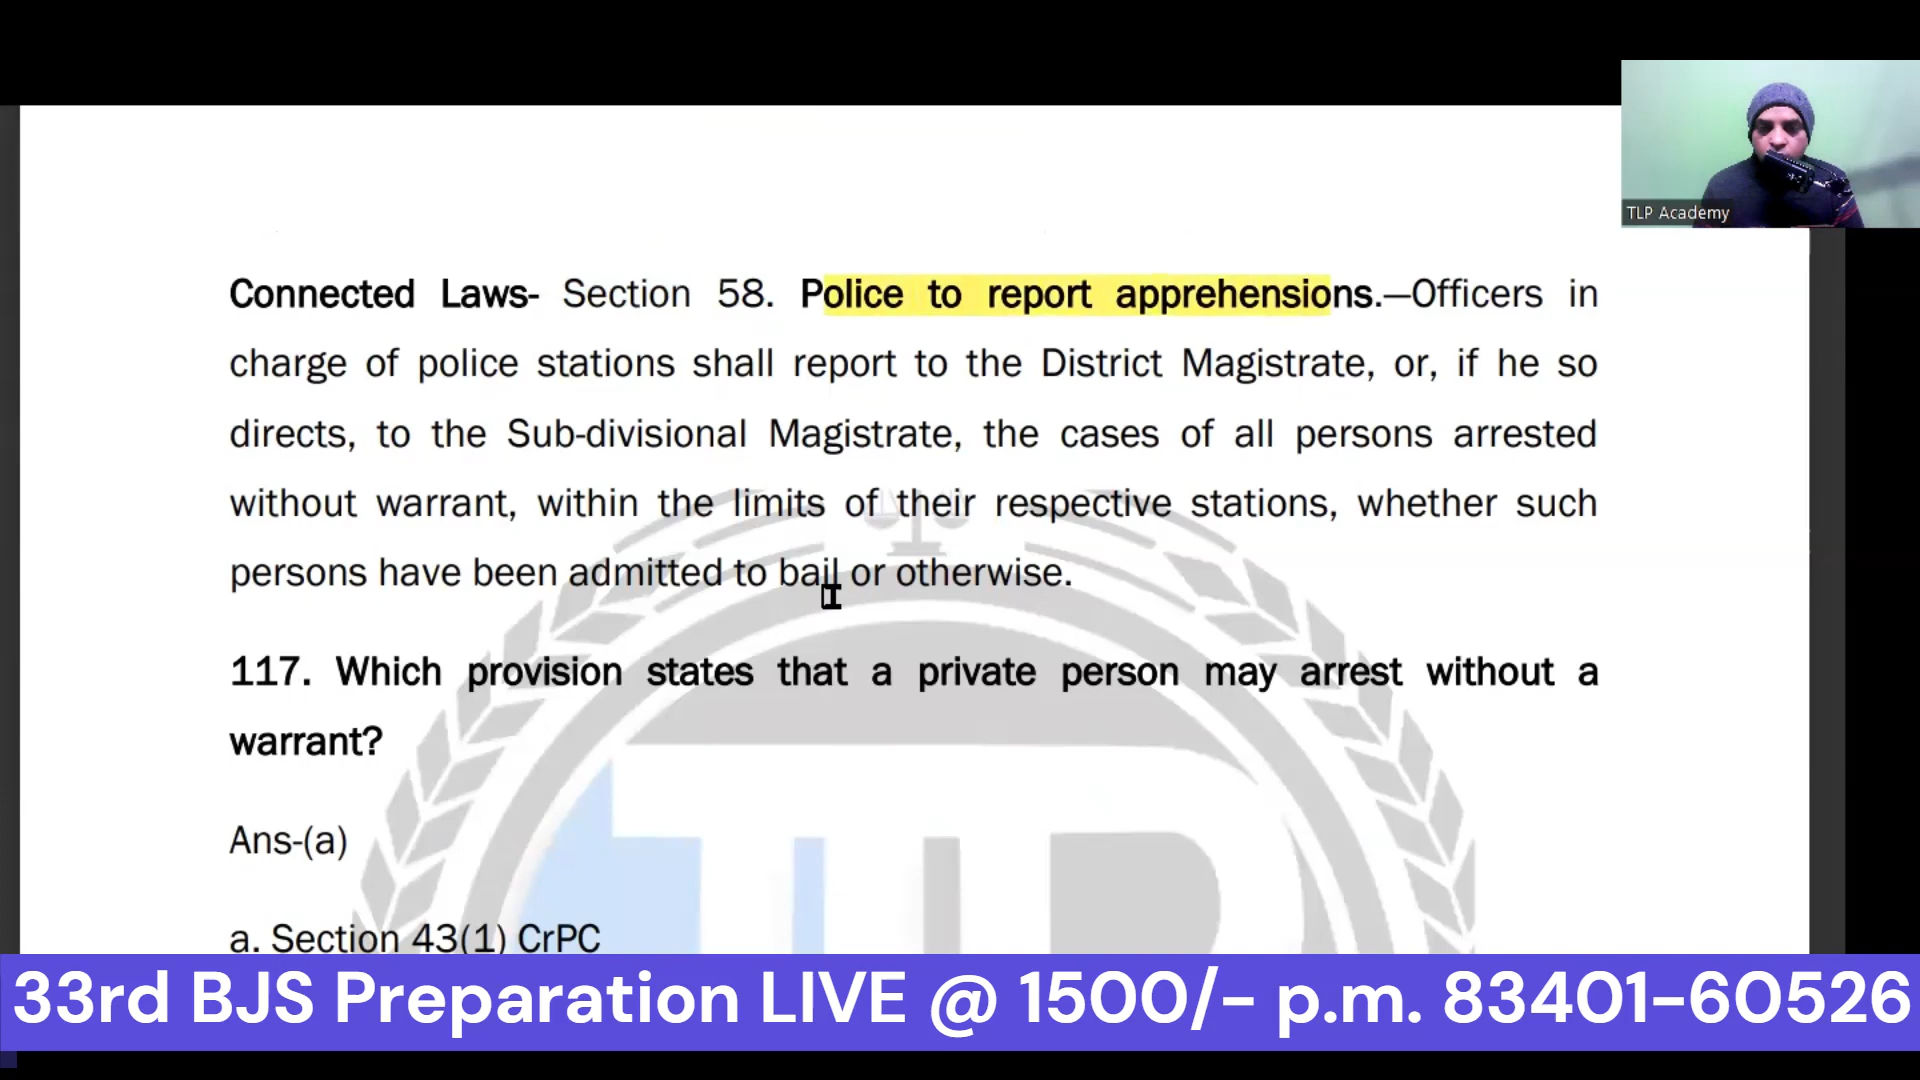 TLP Academy
Connected Laws- Section 58. Police to report apprehensions.—Officers in
charge of police stations shall report to the District Magistrate, or, if he so
directs, to the Sub-divisional Magistrate, the cases of all persons arrested
without warrant, within the limits of their respective stations, whether such
persons have been admitted to bail or otherwise.
117. Which provision states that a private person may arrest without a
warrant?
Ans-(a)
a. Section 43(1) CrPC
TLP
33rd BJS Preparation LIVE @ 1500/- p.m. 83401-60526